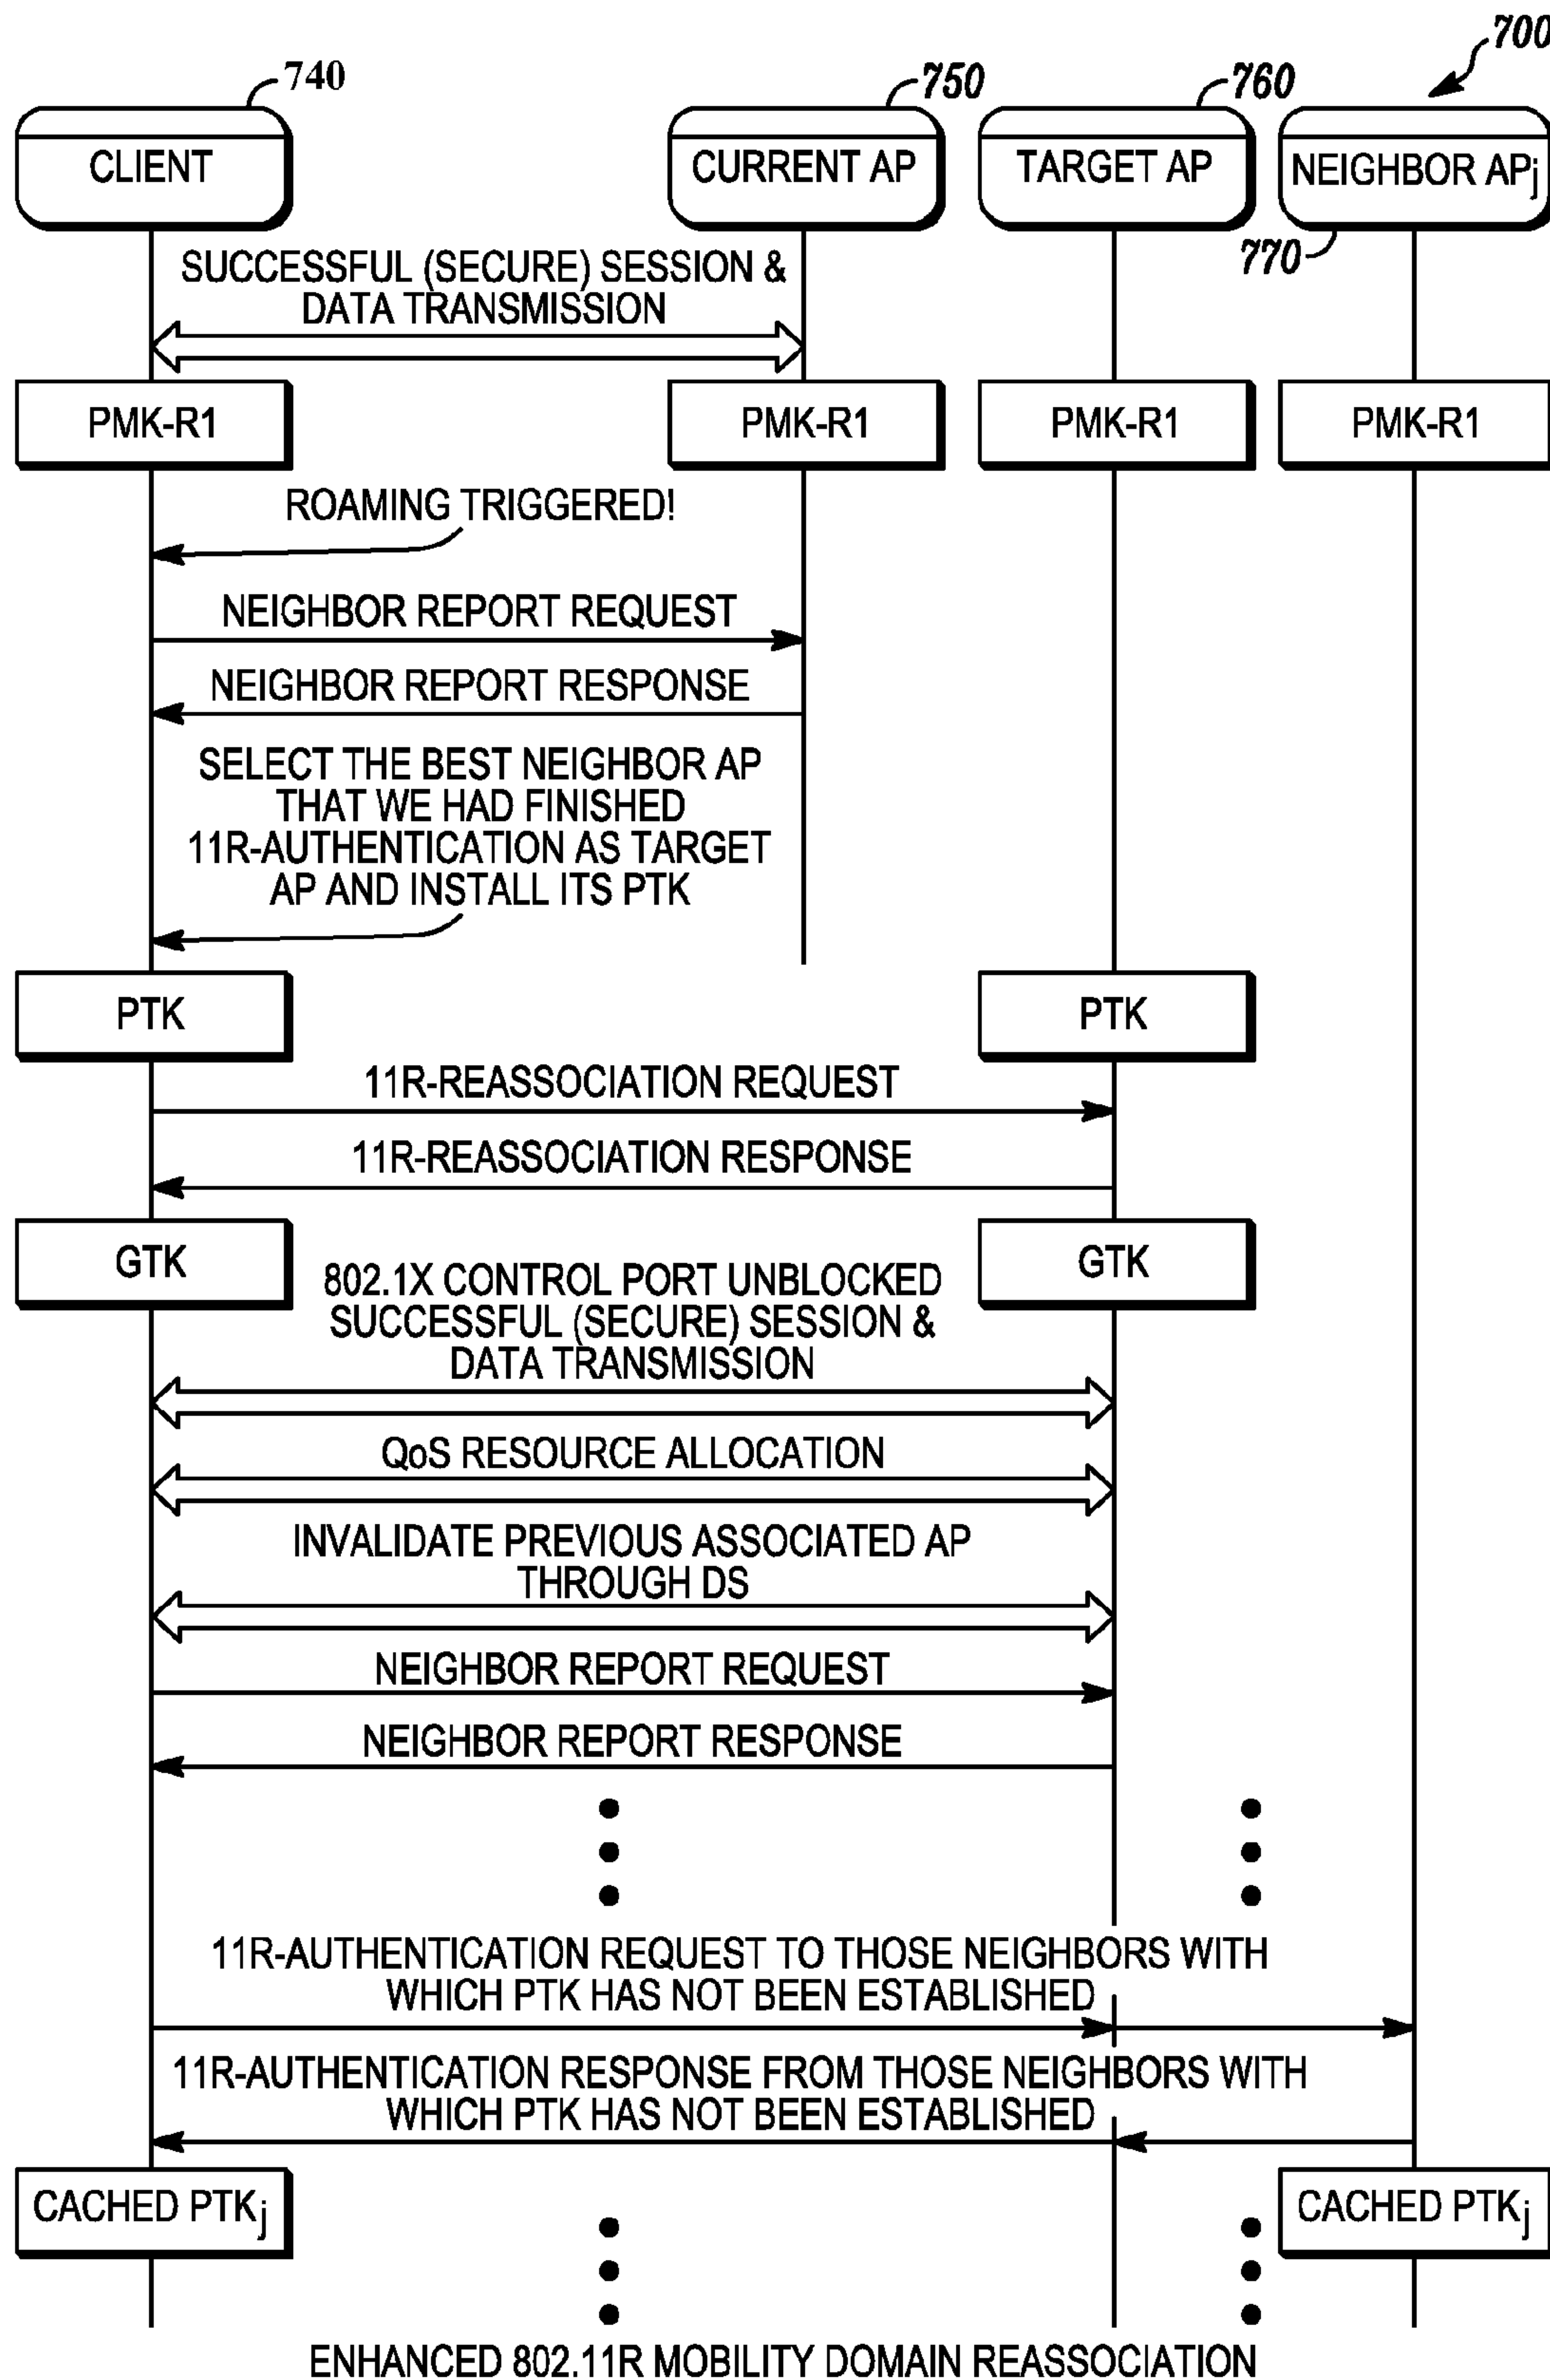 700
740
750
760
CLIENT
CURRENT AP
TARGET AP
NEIGHBOR APj
770
SUCCESSFUL (SECURE) SESSION &
DATA TRANSMISSION
PMK-R1
PMK-R1
PMK-R1
PMK-R1
ROAMING TRIGGERED!
NEIGHBOR REPORT REQUEST
NEIGHBOR REPORT RESPONSE
SELECT THE BEST NEIGHBOR AP
THAT WE HAD FINISHED
11R-AUTHENTICATION AS TARGET
AP AND INSTALL ITS PTK
PTK
PTK
11R-REASSOCIATION REQUEST
11R-REASSOCIATION RESPONSE
GTK
GTK
802.1X CONTROL PORT UNBLOCKED
SUCCESSFUL (SECURE) SESSION &
DATA TRANSMISSION
QoS RESOURCE ALLOCATION
INVALIDATE PREVIOUS ASSOCIATED AP
THROUGH DS
NEIGHBOR REPORT REQUEST
NEIGHBOR REPORT RESPONSE
11R-AUTHENTICATION REQUEST TO THOSE NEIGHBORS WITH
WHICH PTK HAS NOT BEEN ESTABLISHED
11R-AUTHENTICATION RESPONSE FROM THOSE NEIGHBORS WITH
WHICH PTK HAS NOT BEEN ESTABLISHED
CACHED PTKj
CACHED PTKj
ENHANCED 802.11R MOBILITY DOMAIN REASSOCIATION